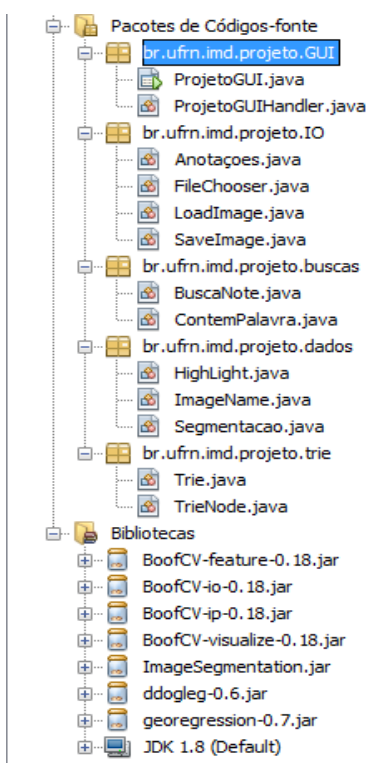 Pacotes de Códigos-fonte
br.ufrn.imd.projeto.GUI
ProjetoGUI.java
ProjetoGUIHandler.java
br.ufrn.imd.projeto.IO
Anotaçoes.java
FileChooser.java
LoadImage.java
SaveImage.java
br.ufrn.imd.projeto.buscas
BuscaNote.java
ContemPalavra.java
br.ufrn.imd.projeto.dados
HighLight.java
ImageName.java
Segmentacao.java
br.ufrn.imd.projeto.trie
Trie.java
TrieNode.java
Bibliotecas
BoofCV-feature-0.18.jar
BoofCV-io-0.18.jar
BoofCV-ip-0.18.jar
BoofCV-visualize-0.18.jar
ImageSegmentation.jar
ddogleg-0.6.jar
georegression-0.7.jar
JDK 1.8 (Default)